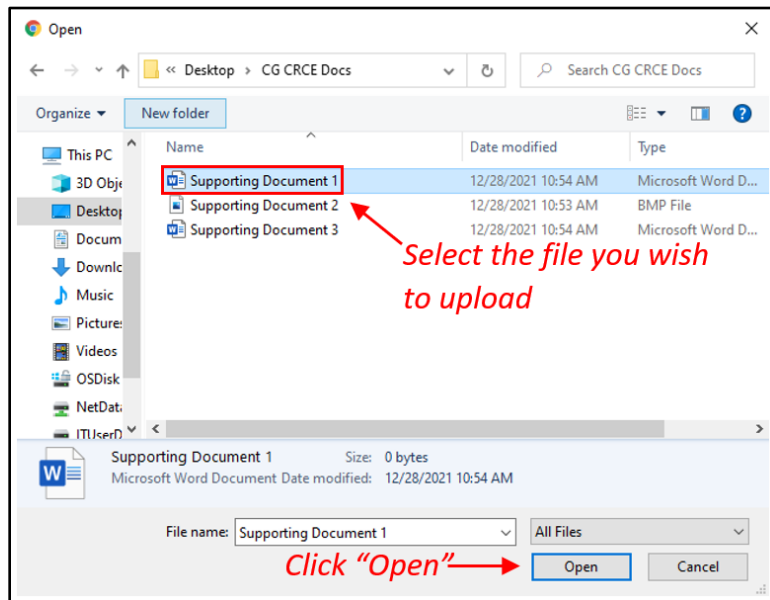 Open
« Desktop > CG CRCE Docs
Search CG CRCE Docs
Organize
New folder
?
Name
Date modified
Type
This PC
3D Obje
Desktop
Docum
Downlc
Music
Pictures
Videos
OSDisk
NetData
ITUserD
Supporting Document 1 12/28/2021 10:54 AM Microsoft Word D...
Supporting Document 2 12/28/2021 10:53 AM BMP File
Supporting Document 3 12/28/2021 10:54 AM Microsoft Word D...
Select the file you wish
to upload
W
Supporting Document 1 Size: 0 bytes
Microsoft Word Document Date modified: 12/28/2021 10:54 AM
File name: Supporting Document 1 All Files
Click “Open”
Open
Cancel